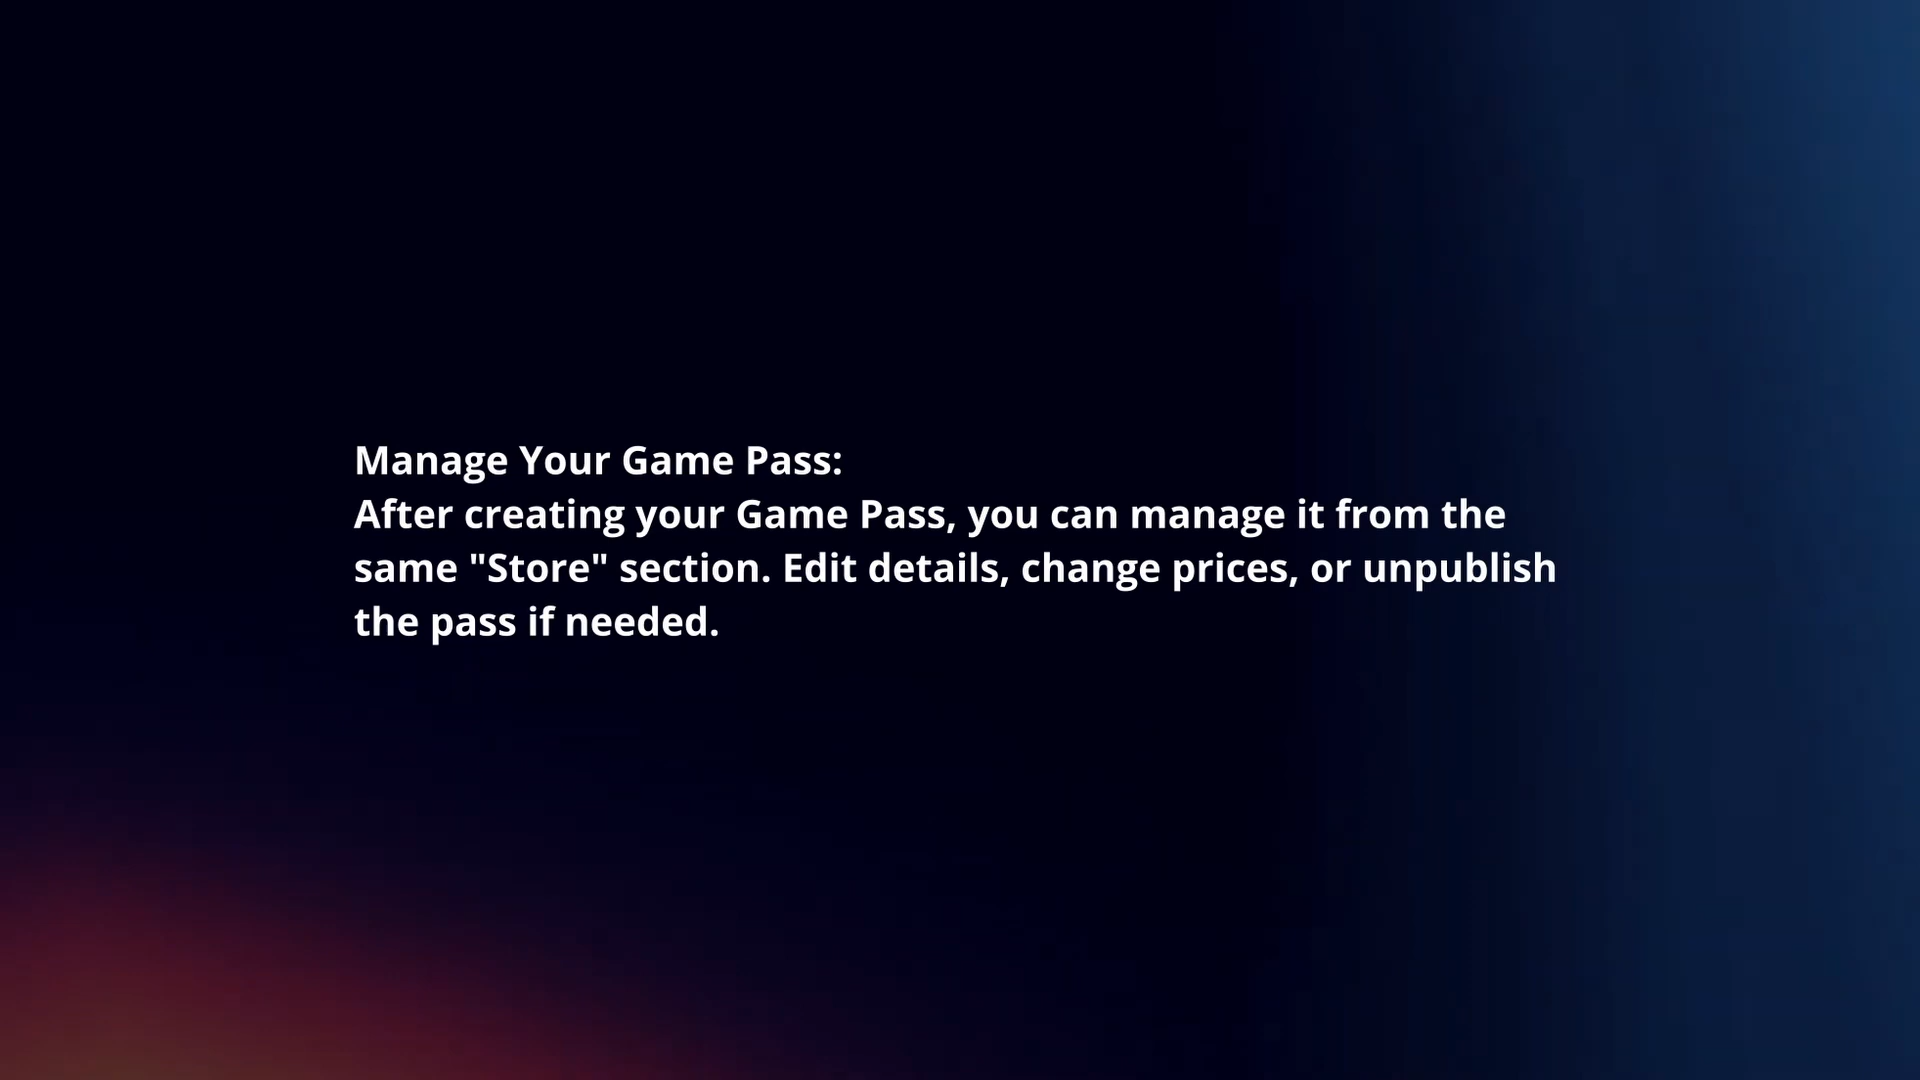 Manage Your Game Pass:
After creating your Game Pass, you can manage it from the
same "Store" section. Edit details, change prices, or unpublish
the pass if needed.